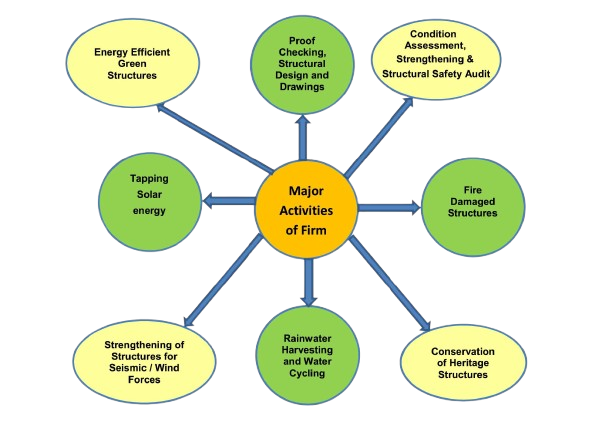 Energy Efficient
Green
Structures
Proof
Checking,
Structural
Design and
Drawings
Condition
Assessment,
Strengthening &
Structural Safety Audit
Tapping
Solar
energy
Major
Activities
of Firm
Fire
Damaged
Structures
Strengthening of
Structures for
Seismic / Wind
Forces
Rainwater
Harvesting
and Water
Cycling
Conservation
of Heritage
Structures